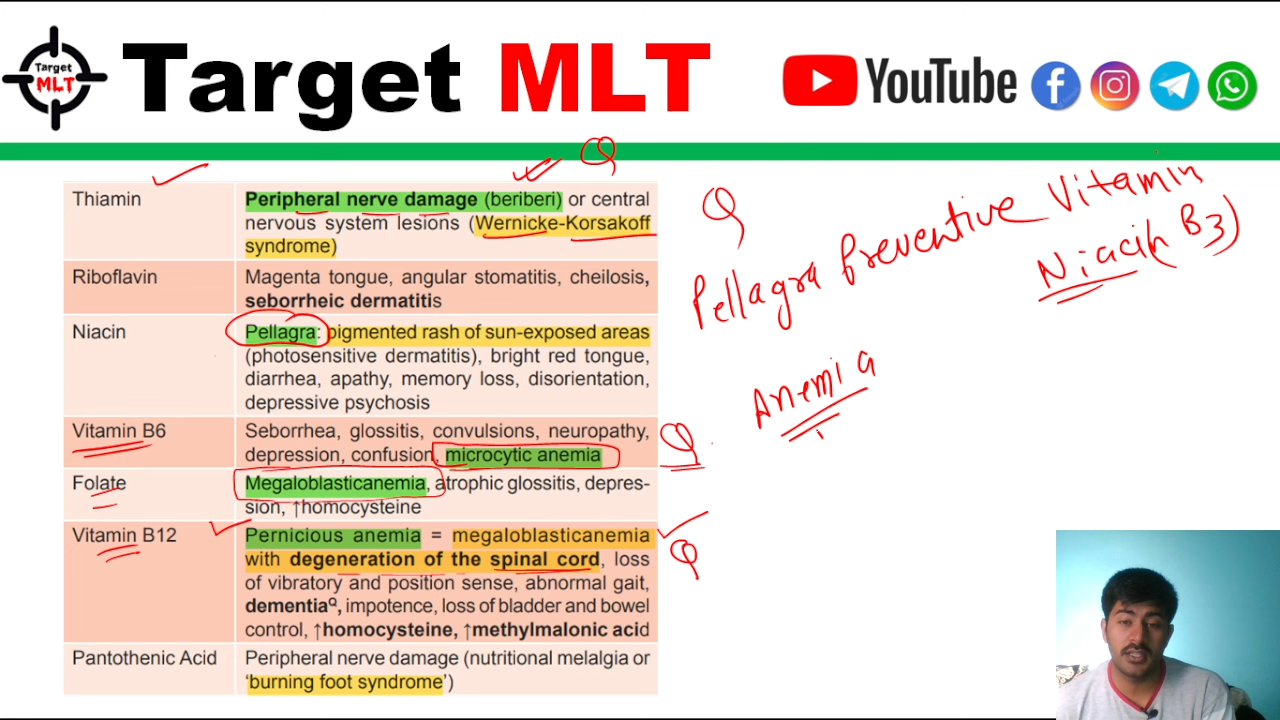 Target
MLT
Target MLT
YouTube
Thiamin
Peripheral nerve damage (beriberi) or central
nervous system lesions (Wernicke-Korsakoff
syndrome)
Riboflavin
Magenta tongue, angular stomatitis, cheilosis,
seborrheic dermatitis
Niacin
Pellagra: pigmented rash of sun-exposed areas
(photosensitive dermatitis), bright red tongue,
diarrhea, apathy, memory loss, disorientation,
depressive psychosis
Vitamin B6
Seborrhea, glossitis, convulsions, neuropathy,
depression, confusion, microcytic anemia
Folate
Megaloblasticanemia, atrophic glossitis, depres-
sion, ↑homocysteine
Vitamin B12
Pernicious anemia = megaloblasticanemia
with degeneration of the spinal cord, loss
of vibratory and position sense, abnormal gait,
dementiaQ, impotence, loss of bladder and bowel
control, ↑homocysteine, ↑methylmalonic acid
Pantothenic Acid
Peripheral nerve damage (nutritional melalgia or
‘burning foot syndrome’)
Q
Q
Pellagra Preventive Vitamin
Niacin B3)
Anemia
Q
Q